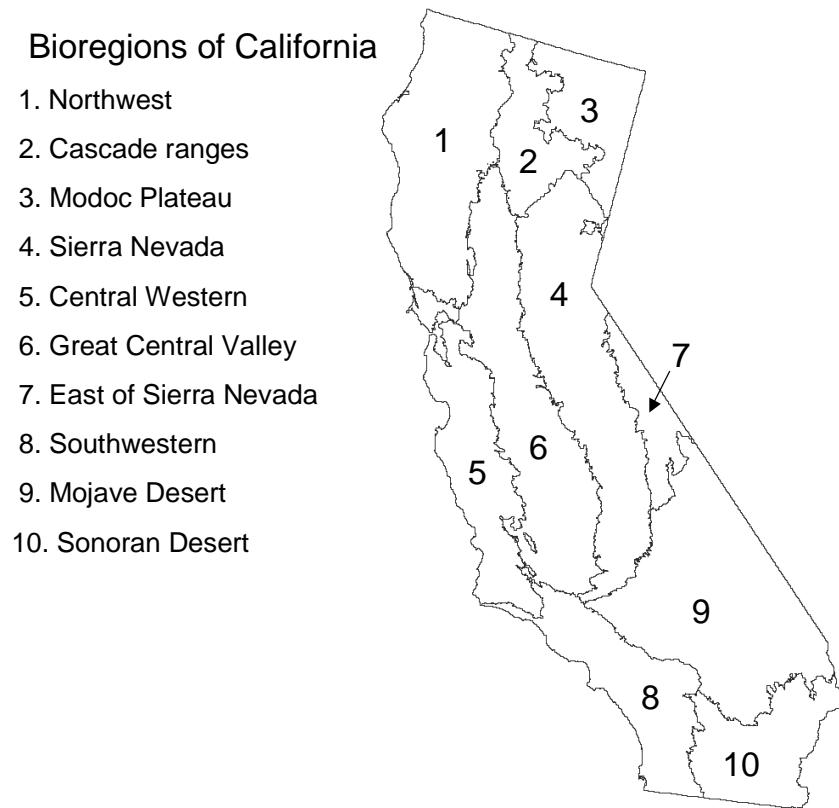 Bioregions of California
1. Northwest
2. Cascade ranges
3. Modoc Plateau
4. Sierra Nevada
5. Central Western
6. Great Central Valley
7. East of Sierra Nevada
8. Southwestern
9. Mojave Desert
10. Sonoran Desert
1
2
3
4
7
5
6
9
8
10